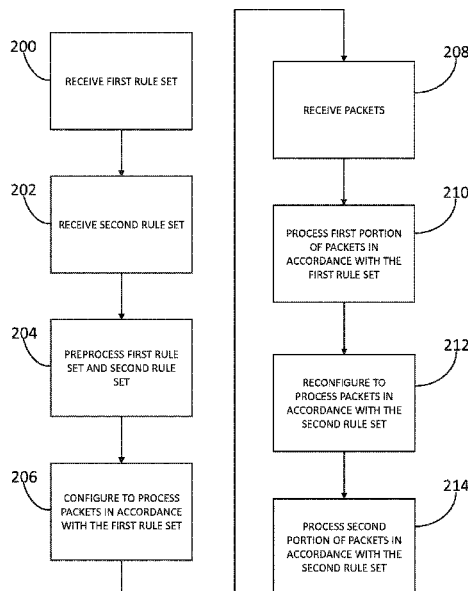 200
RECEIVE FIRST RULE SET
202
RECEIVE SECOND RULE SET
204
PREPROCESS FIRST RULE
SET AND SECOND RULE
SET
206
CONFIGURE TO PROCESS
PACKETS IN ACCORDANCE
WITH THE FIRST RULE SET
208
RECEIVE PACKETS
210
PROCESS FIRST PORTION
OF PACKETS IN
ACCORDANCE WITH THE
FIRST RULE SET
212
RECONFIGURE TO
PROCESS PACKETS IN
ACCORDANCE WITH THE
SECOND RULE SET
214
PROCESS SECOND
PORTION OF PACKETS IN
ACCORDANCE WITH THE
SECOND RULE SET